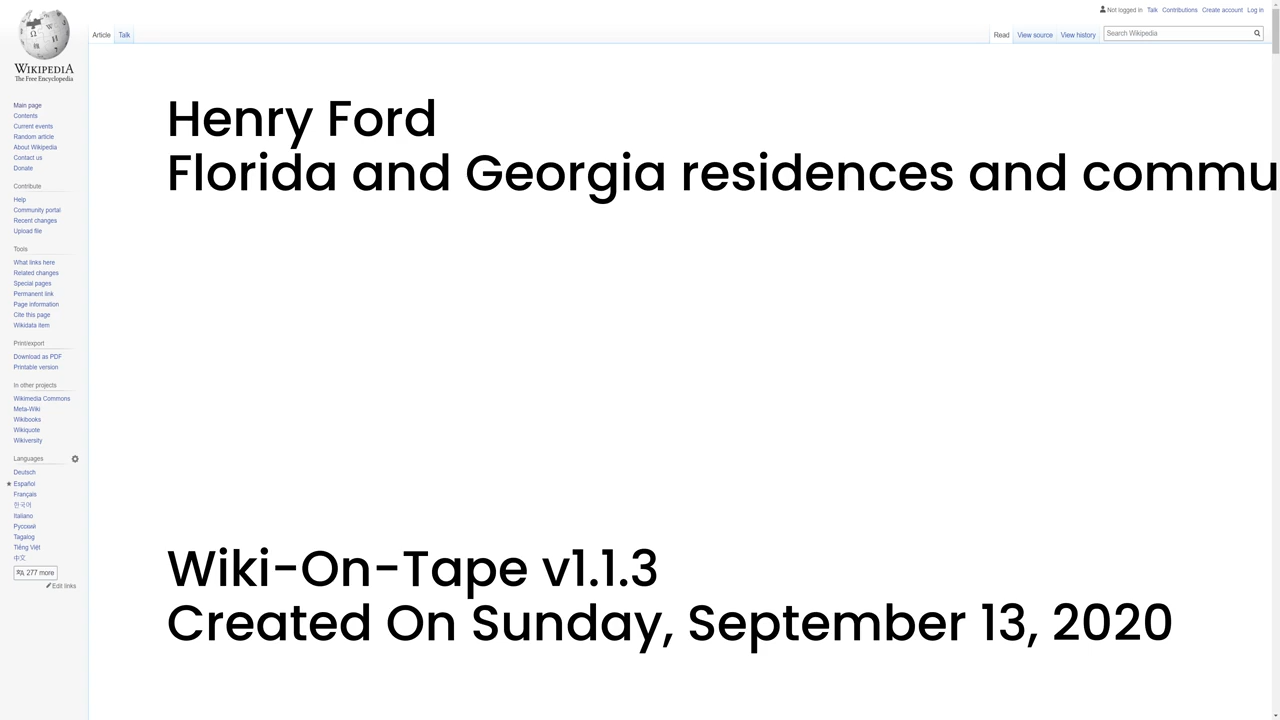 Not logged in Talk Contributions Create account Log in
Article Talk Read View source View history Search Wikipedia
WIKIPEDIA
The Free Encyclopedia
Main page
Contents
Current events
Random article
About Wikipedia
Contact us
Donate
Contribute
Help
Community portal
Recent changes
Upload file
Tools
What links here
Related changes
Special pages
Permanent link
Page information
Cite this page
Wikidata item
Print/export
Download as PDF
Printable version
In other projects
Wikimedia Commons
Meta-Wiki
Wikibooks
Wikiquote
Wikiversity
Languages
Deutsch
Español
Français
한국어
Italiano
Русский
Tagalog
Tiếng Việt
中文
277 more
Edit links
Henry Ford
Florida and Georgia residences and commu
Wiki-On-Tape v1.1.3
Created On Sunday, September 13, 2020